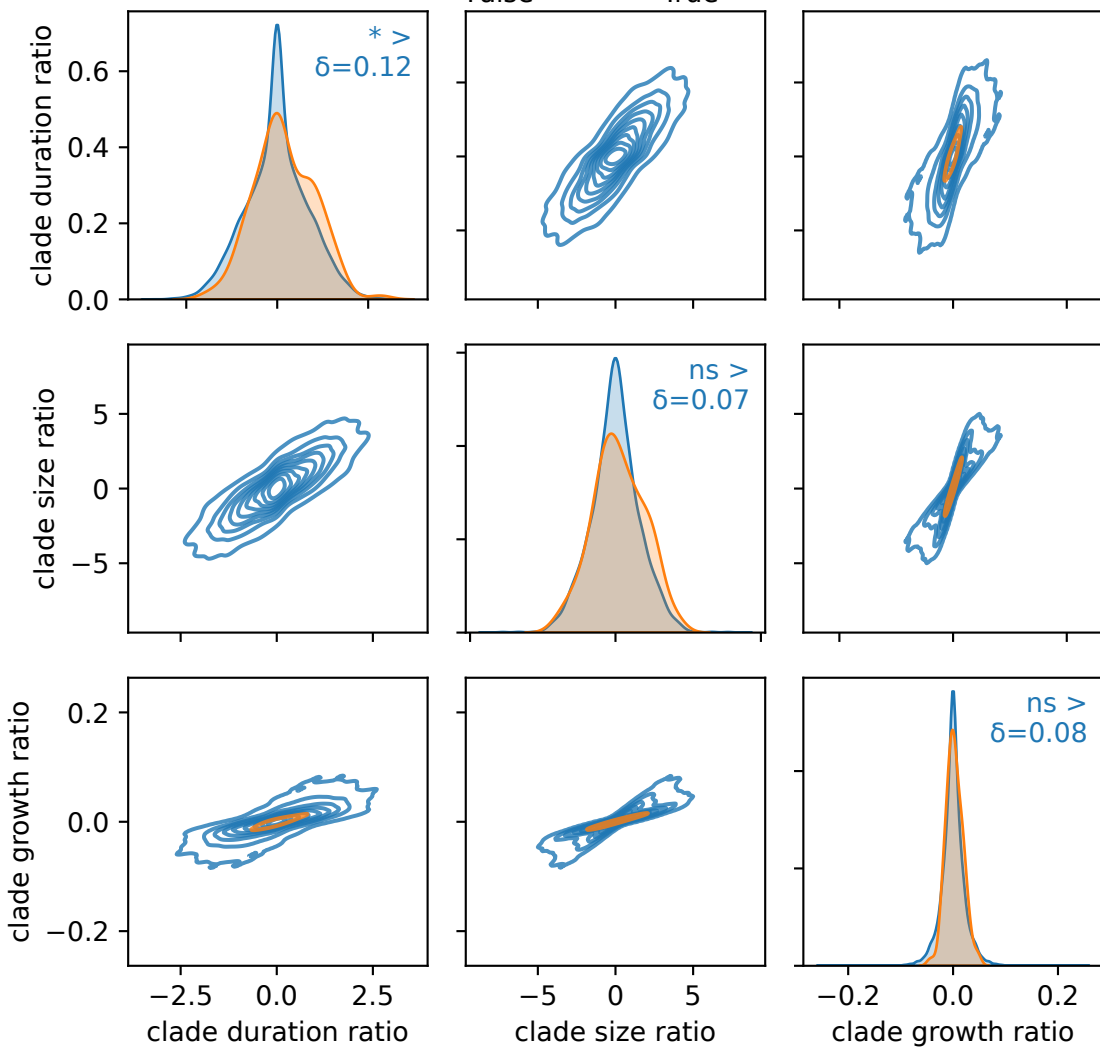 True
* >
δ=0.12
clade duration ratio
0.6
0.4
0.2
0.0
ns >
δ=0.07
clade size ratio
5
0
−5
ns >
δ=0.08
clade growth ratio
0.2
0.0
−0.2
−2.5 0.0 2.5
−5 0 5
−0.2 0.0 0.2
clade duration ratio
clade size ratio
clade growth ratio